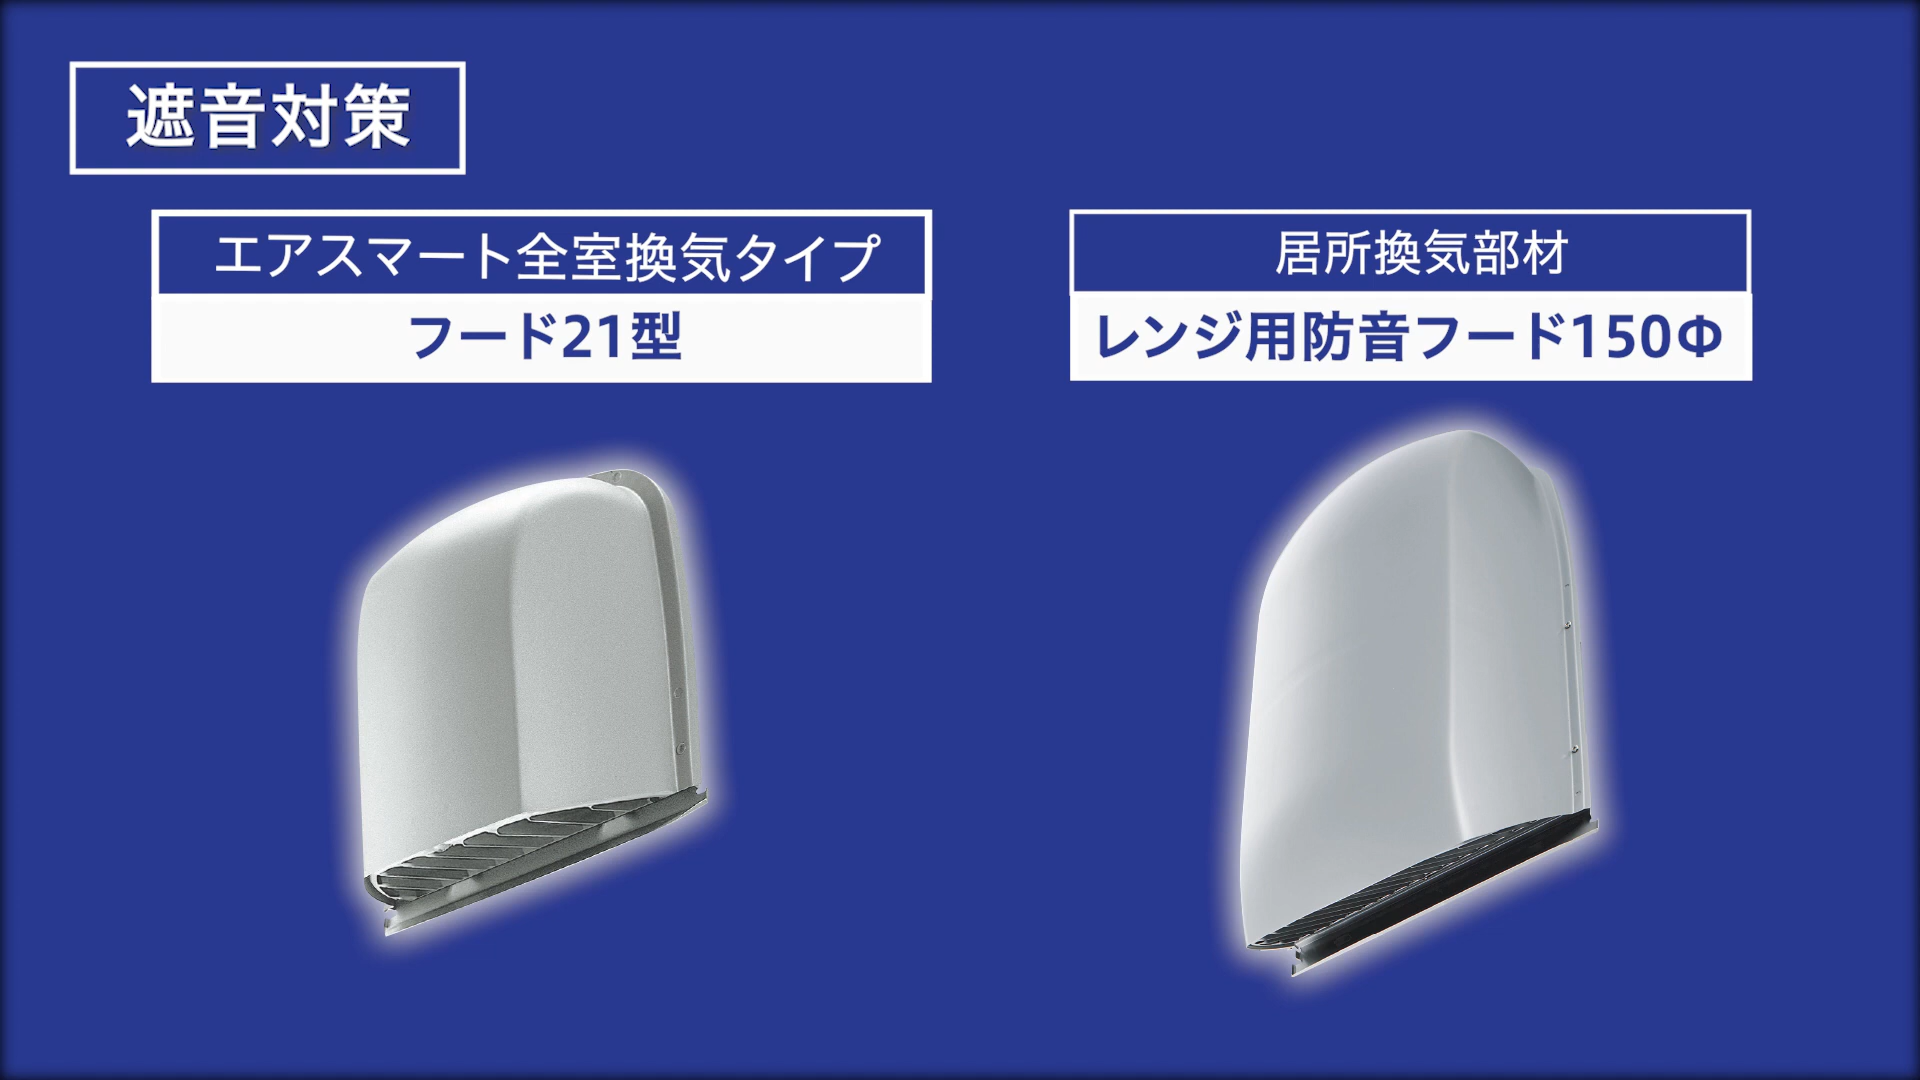 遮音対策
エアスマート全室換気タイプ
フード21型
居所換気部材
レンジ用防音フード150Φ